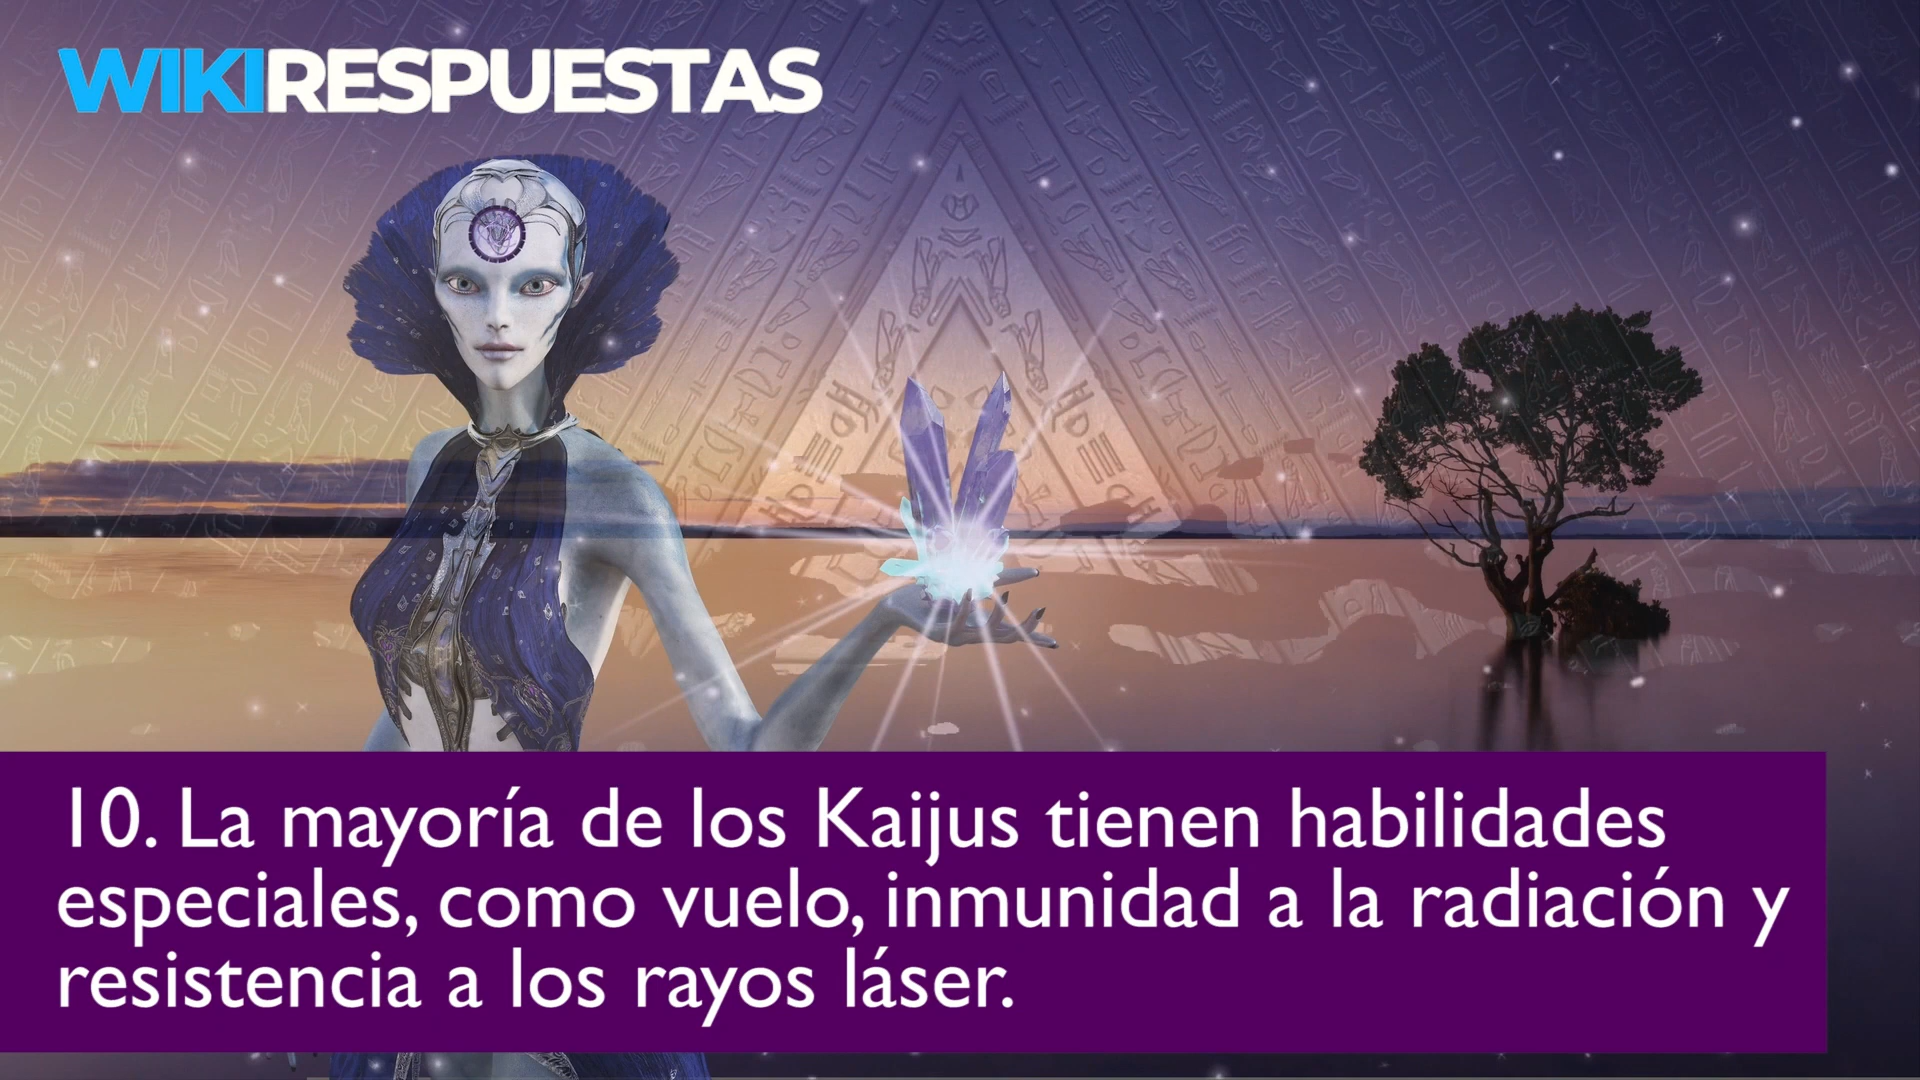 WIKIRESPUESTAS
10. La mayoría de los Kaijus tienen habilidades
especiales, como vuelo, inmunidad a la radiación y
resistencia a los rayos láser.